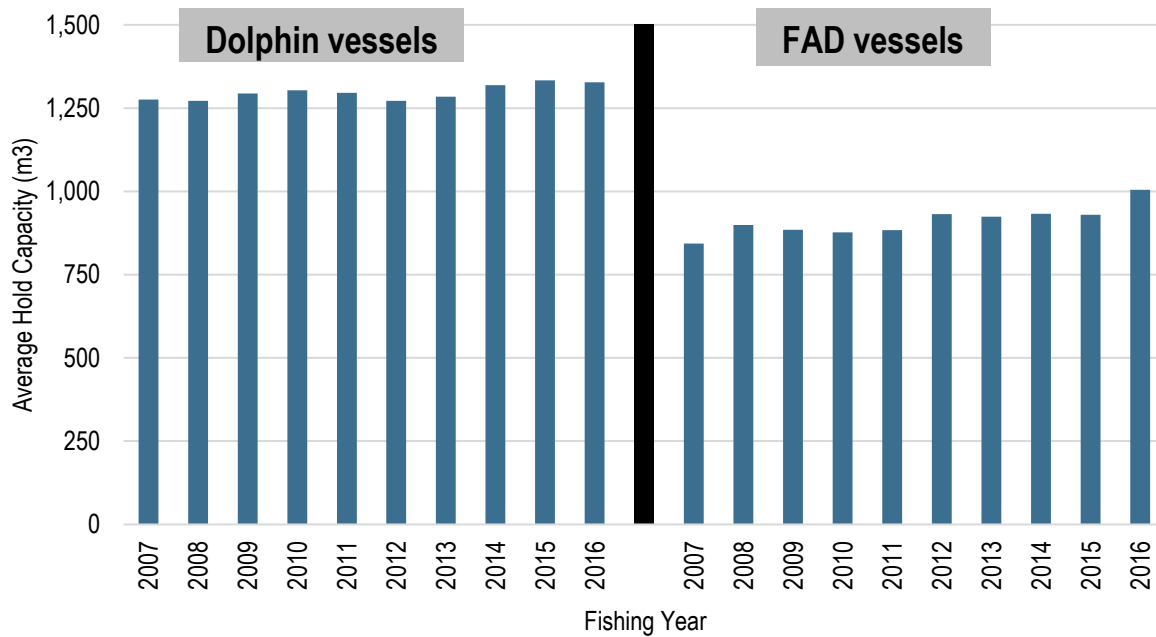 Dolphin vessels
FAD vessels
Average Hold Capacity (m3)
1,500
1,250
1,000
750
500
250
0
2007 2008 2009 2010 2011 2012 2013 2014 2015 2016 2007 2008 2009 2010 2011 2012 2013 2014 2015 2016
Fishing Year